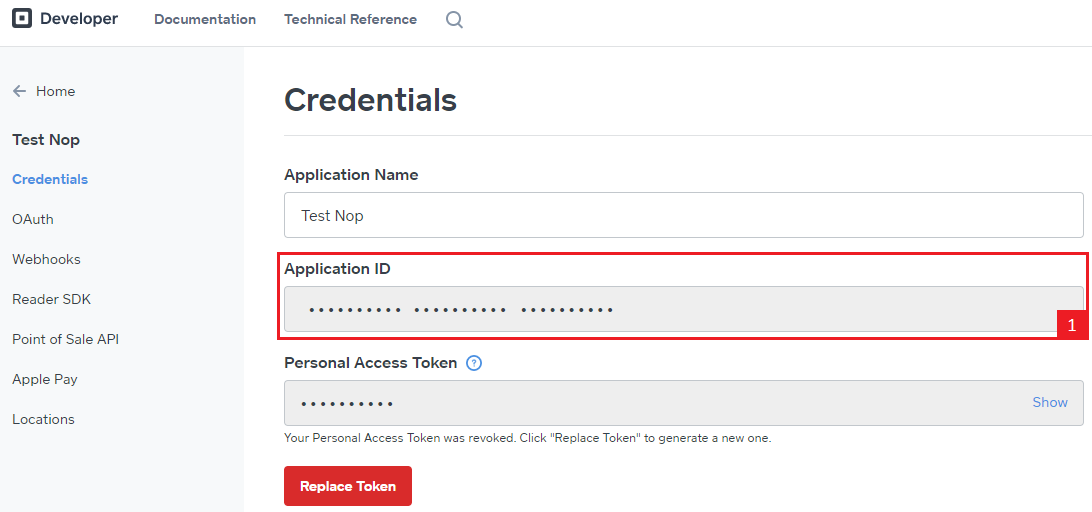 Developer Documentation Technical Reference
Home
Credentials
Test Nop
Credentials
OAuth
Webhooks
Reader SDK
Point of Sale API
Apple Pay
Locations
Application Name
Test Nop
Application ID
•••••••••• •••••••••• ••••••••••
1
Personal Access Token ?
••••••••••
Show
Your Personal Access Token was revoked. Click "Replace Token" to generate a new one.
Replace Token